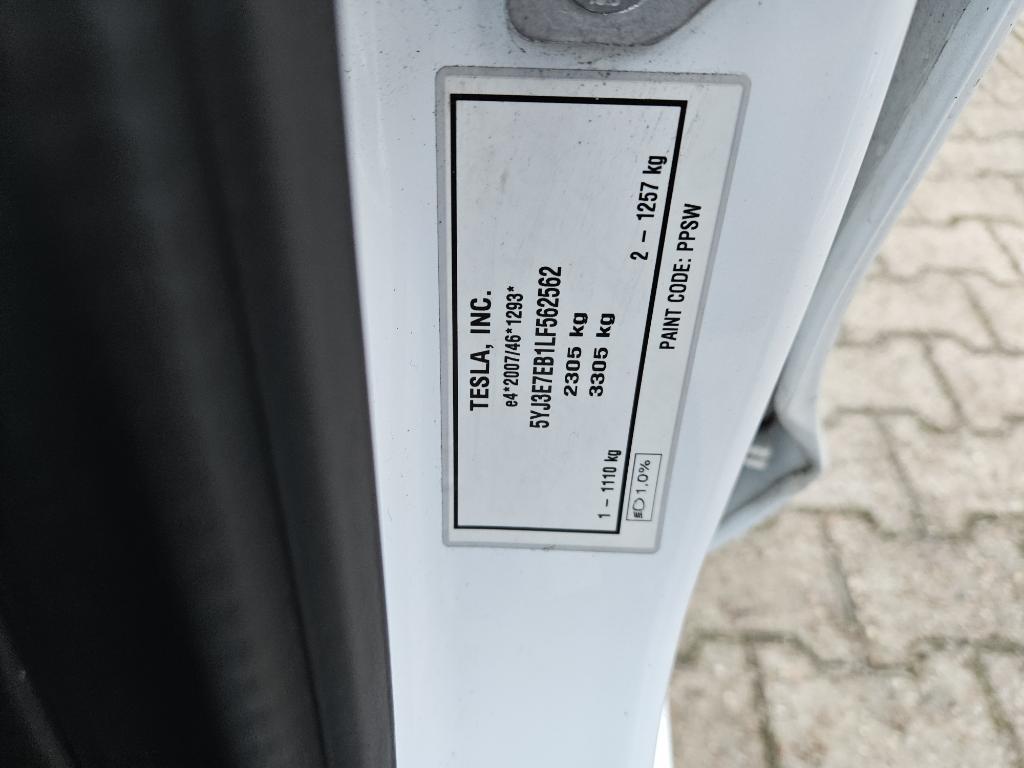 TESLA, INC.
e4*2007/46*1293*
5YJ3E7EB1LF562562
2305 kg
3305 kg
1 – 1110 kg
2 – 1257 kg
1.0%
PAINT CODE: PPSW